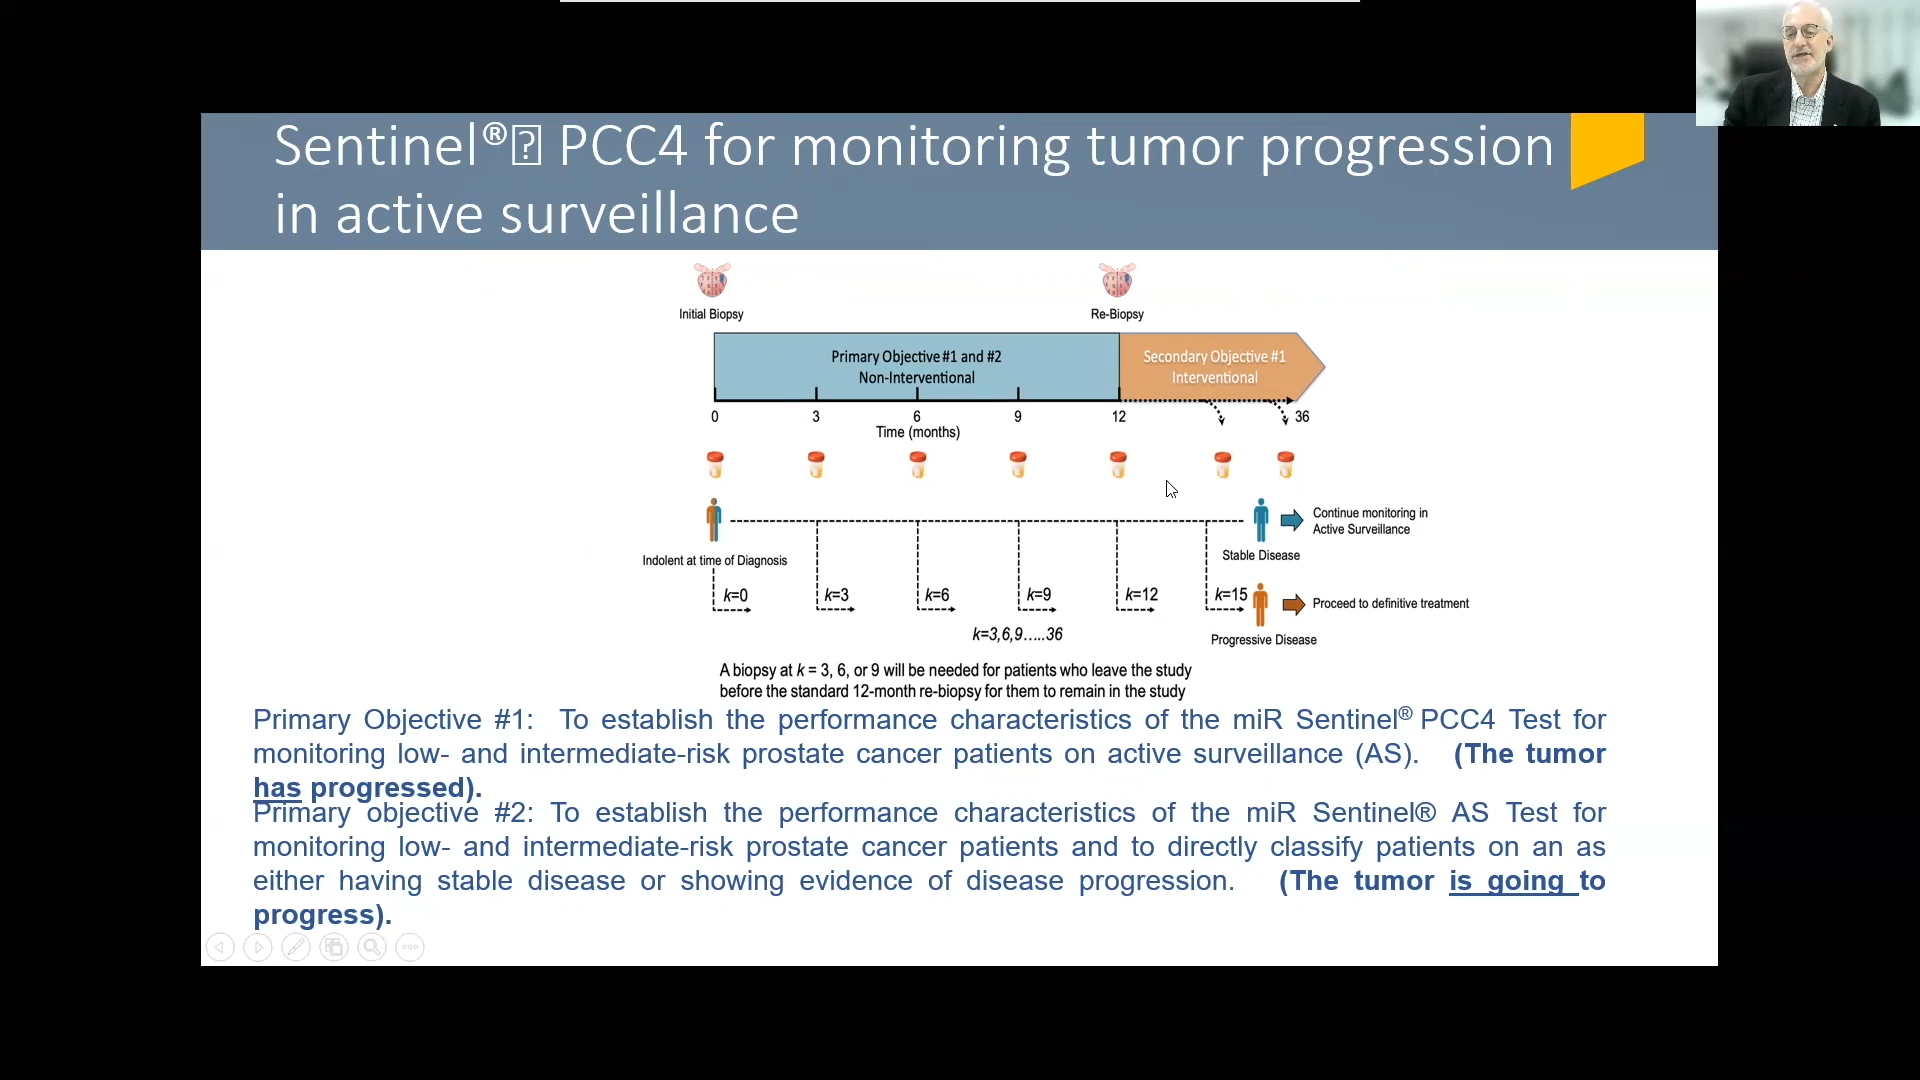 Sentinel®⍰ PCC4 for monitoring tumor progression
in active surveillance
Initial Biopsy
Re-Biopsy
Primary Objective #1 and #2
Non-Interventional
Secondary Objective #1
Interventional
0 3 6 9 12 36
Time (months)
Indolent at time of Diagnosis
Stable Disease
Continue monitoring in
Active Surveillance
k=0 k=3 k=6 k=9 k=12 k=15
k=3,6,9…..36
Progressive Disease
Proceed to definitive treatment
A biopsy at k = 3, 6, or 9 will be needed for patients who leave the study
before the standard 12-month re-biopsy for them to remain in the study
Primary Objective #1: To establish the performance characteristics of the miR Sentinel® PCC4 Test for
monitoring low- and intermediate-risk prostate cancer patients on active surveillance (AS). (The tumor
has progressed).
Primary objective #2: To establish the performance characteristics of the miR Sentinel® AS Test for
monitoring low- and intermediate-risk prostate cancer patients and to directly classify patients on an as
either having stable disease or showing evidence of disease progression. (The tumor is going to
progress).